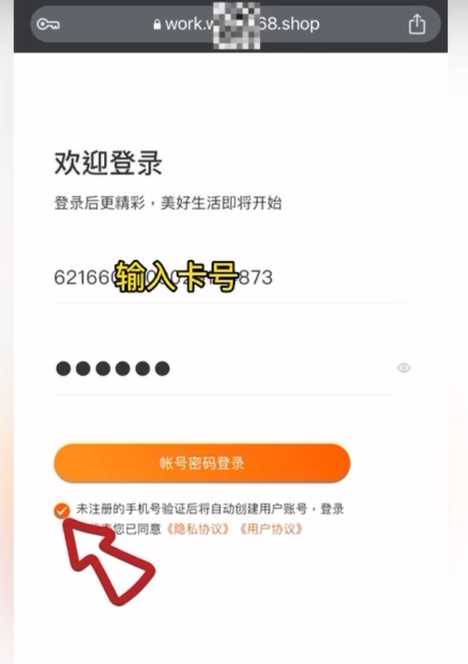 work.w 68.shop
欢迎登录
登录后更精彩，美好生活即将开始
62166 873
输入卡号
帐号密码登录
未注册的手机号验证后将自动创建用户账号，登录
您已同意《隐私协议》《用户协议》